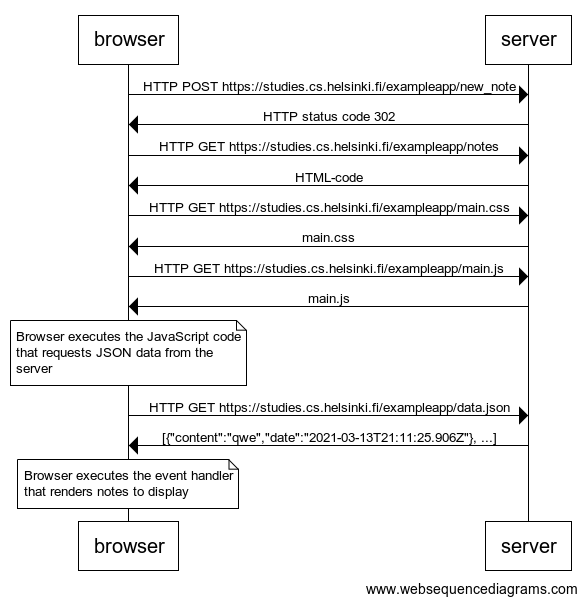 browser
server
HTTP POST https://studies.cs.helsinki.fi/exampleapp/new_note
HTTP status code 302
HTTP GET https://studies.cs.helsinki.fi/exampleapp/notes
HTML-code
HTTP GET https://studies.cs.helsinki.fi/exampleapp/main.css
main.css
HTTP GET https://studies.cs.helsinki.fi/exampleapp/main.js
main.js
Browser executes the JavaScript code
that requests JSON data from the
server
HTTP GET https://studies.cs.helsinki.fi/exampleapp/data.json
[{"content":"qwe","date":"2021-03-13T21:11:25.906Z"}, ...]
Browser executes the event handler
that renders notes to display
browser
server
www.websequencediagrams.com